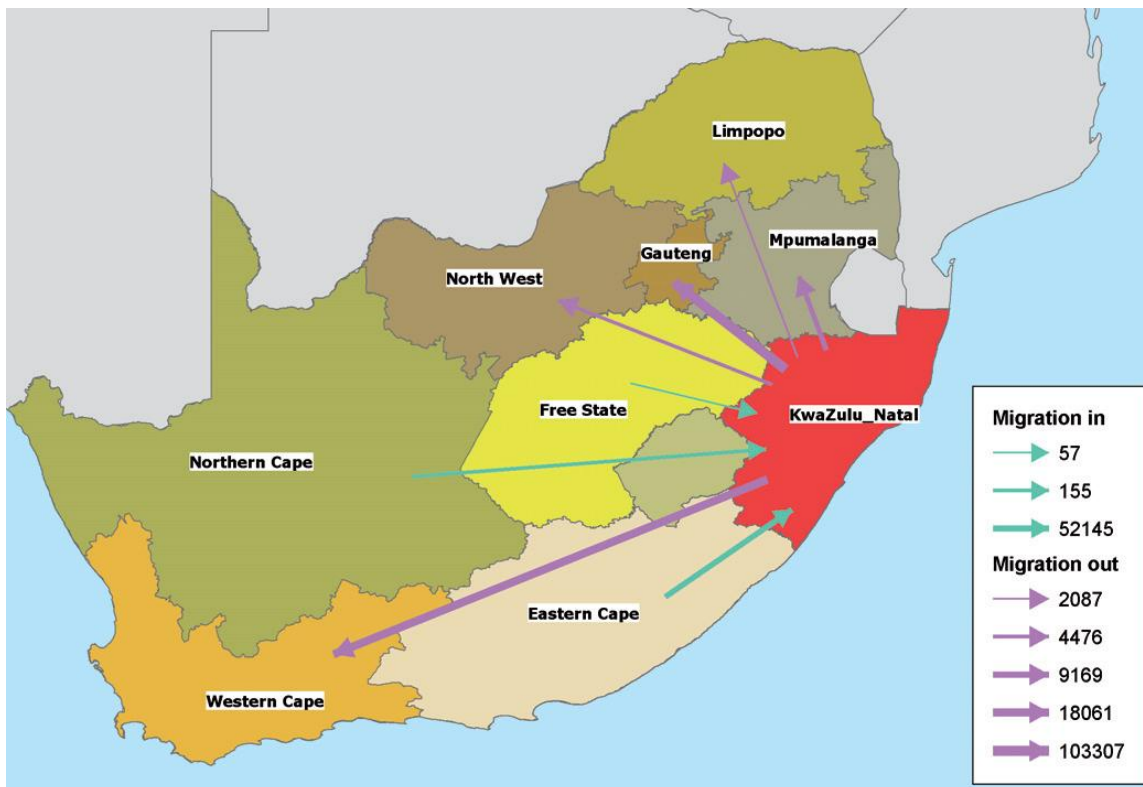 Limpopo
Mpumalanga
Gauteng
North West
Free State
KwaZulu_Natal
Northern Cape
Eastern Cape
Western Cape
Migration in
57
155
52145
Migration out
2087
4476
9169
18061
103307